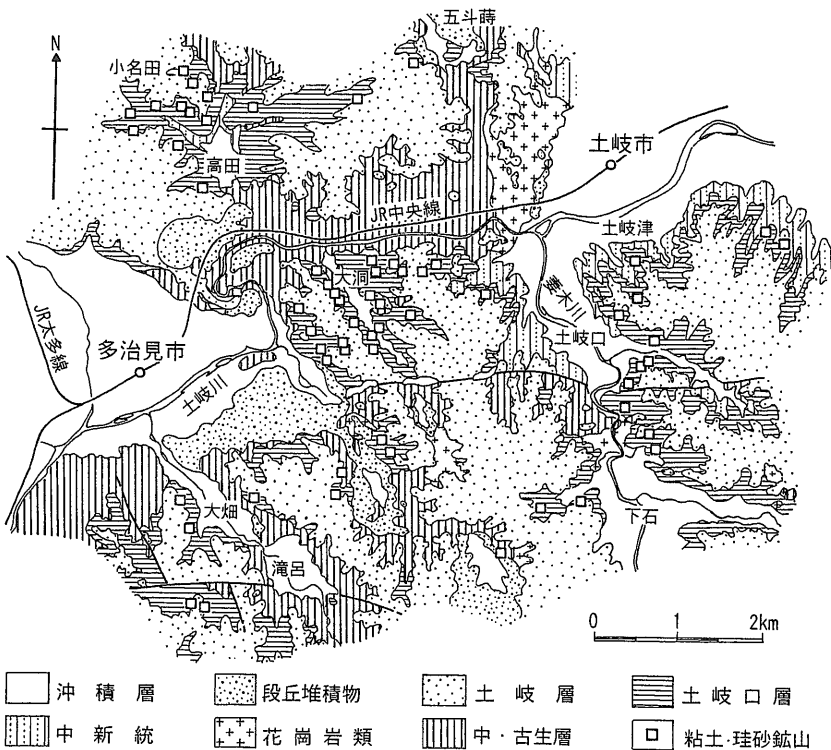 N
五斗蒔
小名田
高田
土岐市
JR中央線
土岐津
大洞
妻木川
JR太多線
土岐口
多治見市
土岐川
大畑
下石
滝呂
0 1 2km
沖積層 段丘堆積物 土岐層 土岐口層
中新統 花崗岩類 中・古生層 粘土・珪砂鉱山